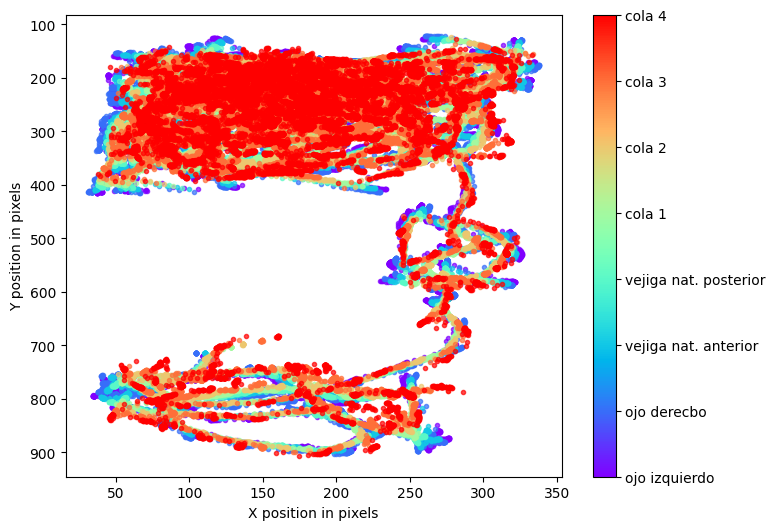 100
200
300
400
500
600
700
800
900
Y position in pixels
50
100
150
200
250
300
350
X position in pixels
cola 4
cola 3
cola 2
cola 1
vejiga nat. posterior
vejiga nat. anterior
ojo derecbo
ojo izquierdo